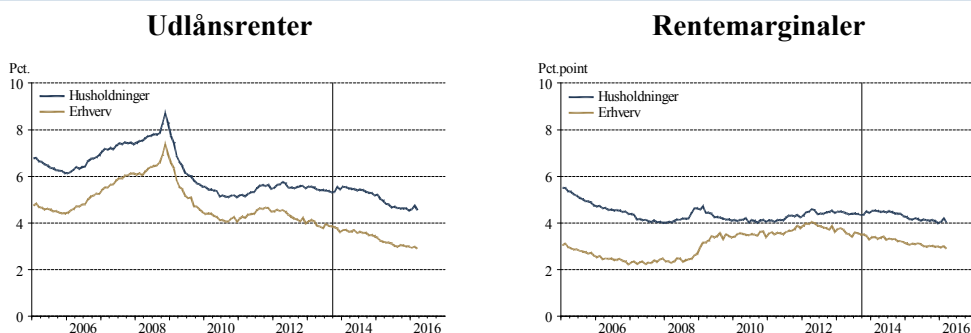 Udlånsrenter
Pct.
10
8
6
4
2
0
Husholdninger
Erhverv
2006 2008 2010 2012 2014 2016
Rentemarginaler
Pct.point
10
8
6
4
2
0
Husholdninger
Erhverv
2006 2008 2010 2012 2014 2016